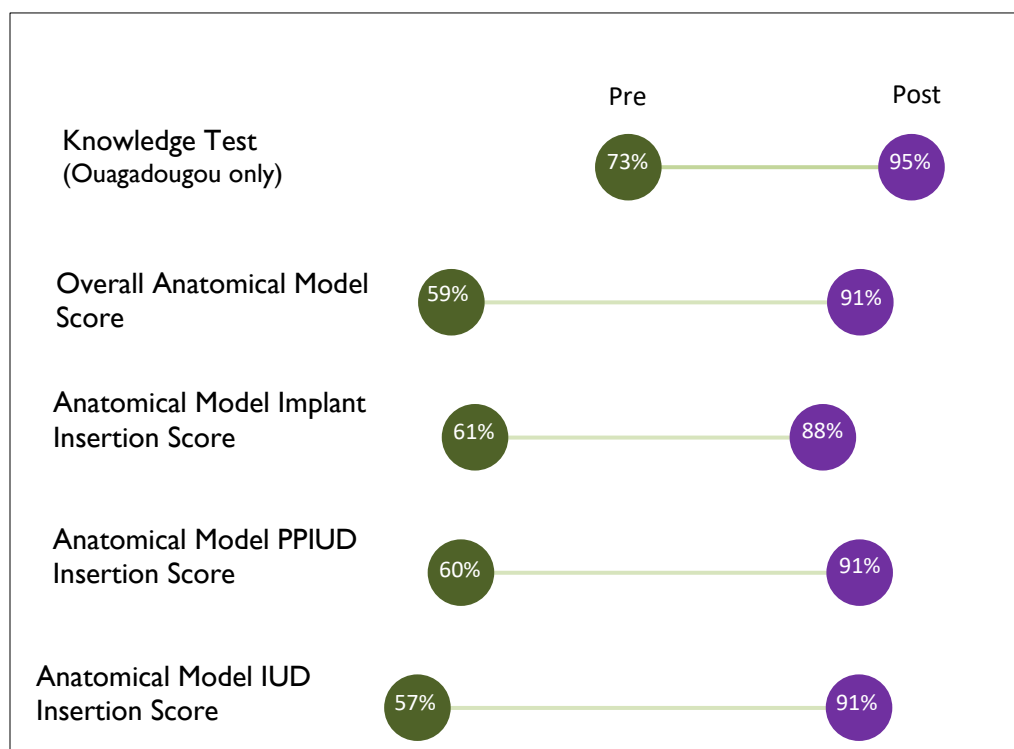 Pre
Post
Knowledge Test
(Ouagadougou only)
73%
95%
Overall Anatomical Model
Score
59%
91%
Anatomical Model Implant
Insertion Score
61%
88%
Anatomical Model PPIUD
Insertion Score
60%
91%
Anatomical Model IUD
Insertion Score
57%
91%